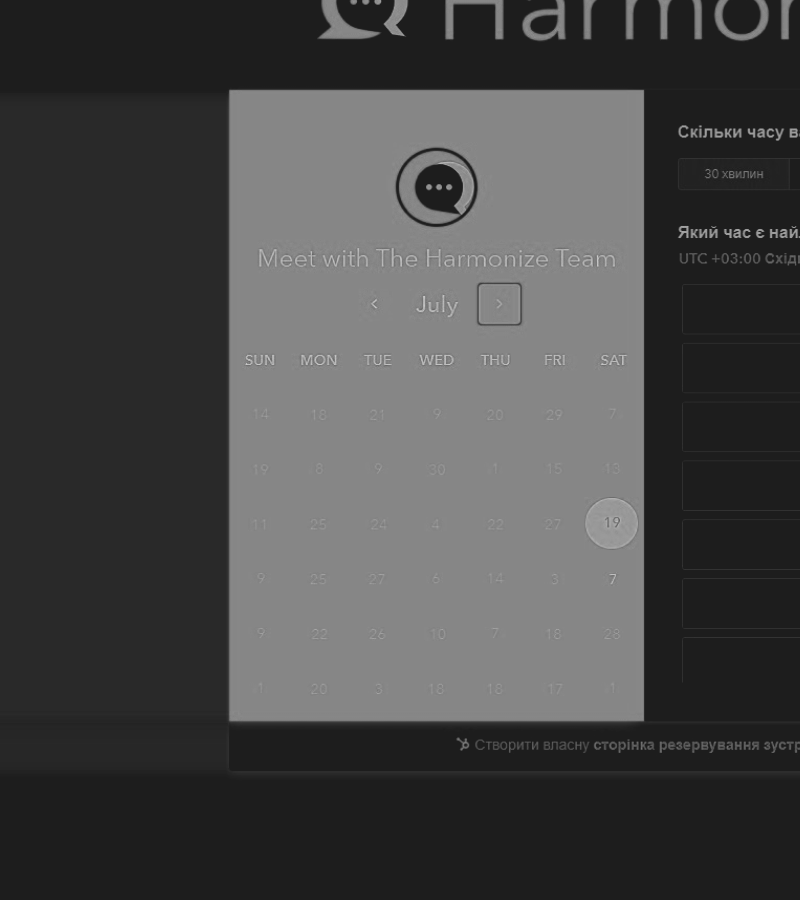 Harmon
Meet with The Harmonize Team
July
SUN MON TUE WED THU FRI SAT
14 18 21 9 20 29 7
19 8 9 30 1 15 13
11 25 24 4 22 27 19
9 25 27 6 14 3 7
9 22 26 10 7 18 28
20 3 18 18 17
Скільки часу ва
30 хвилин
Який час є най
UTC +03:00 Східн
Створити власну сторінка резервування зустр